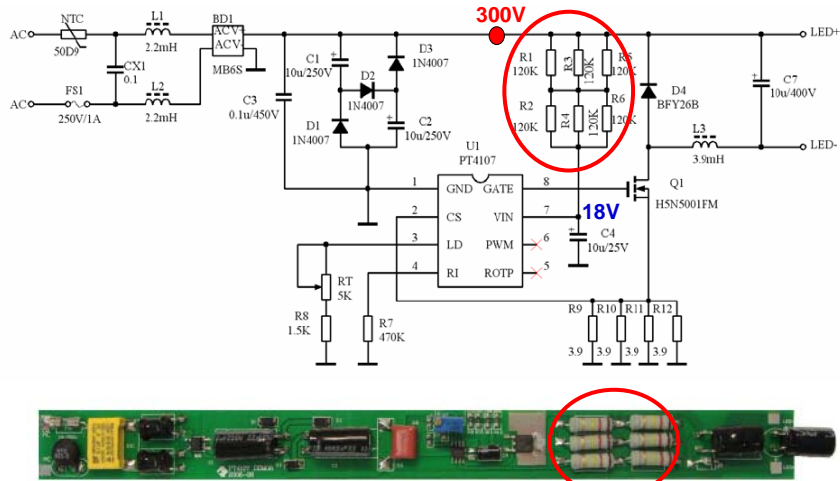 AC
NTC
50D9
L1
2.2mH
BD1
ACV+
ACV-
MB6S
CX1
0.1
AC
FS1
250V/1A
L2
2.2mH
C3
0.1u/450V
C1
10u/250V
D3
1N4007
D2
1N4007
D1
1N4007
C2
10u/250V
300V
R1
120K
R3
120K
R5
120K
R2
120K
R4
120K
R6
120K
D4
BFY26B
C7
10u/400V
LED+
LED-
L3
3.9mH
U1
PT4107
1
GND
GATE
8
2
CS
VIN
7
3
LD
PWM
6
4
RI
ROTP
5
18V
C4
10u/25V
Q1
H5N5001FM
RT
5K
R8
1.5K
R7
470K
R9
R10
R11
R12
3.9
3.9
3.9
3.9